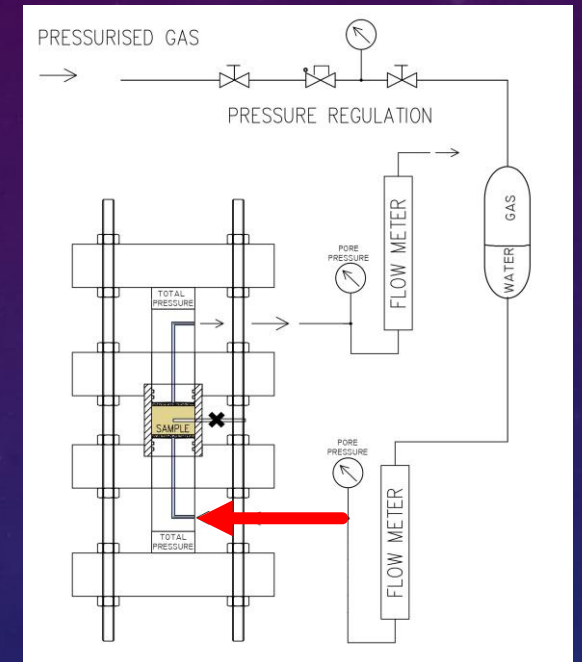 PRESSURISED GAS
PRESSURE REGULATION
GAS
WATER
FLOW METER
PORE
PRESSURE
TOTAL
PRESSURE
SAMPLE
PORE
PRESSURE
FLOW METER
TOTAL
PRESSURE